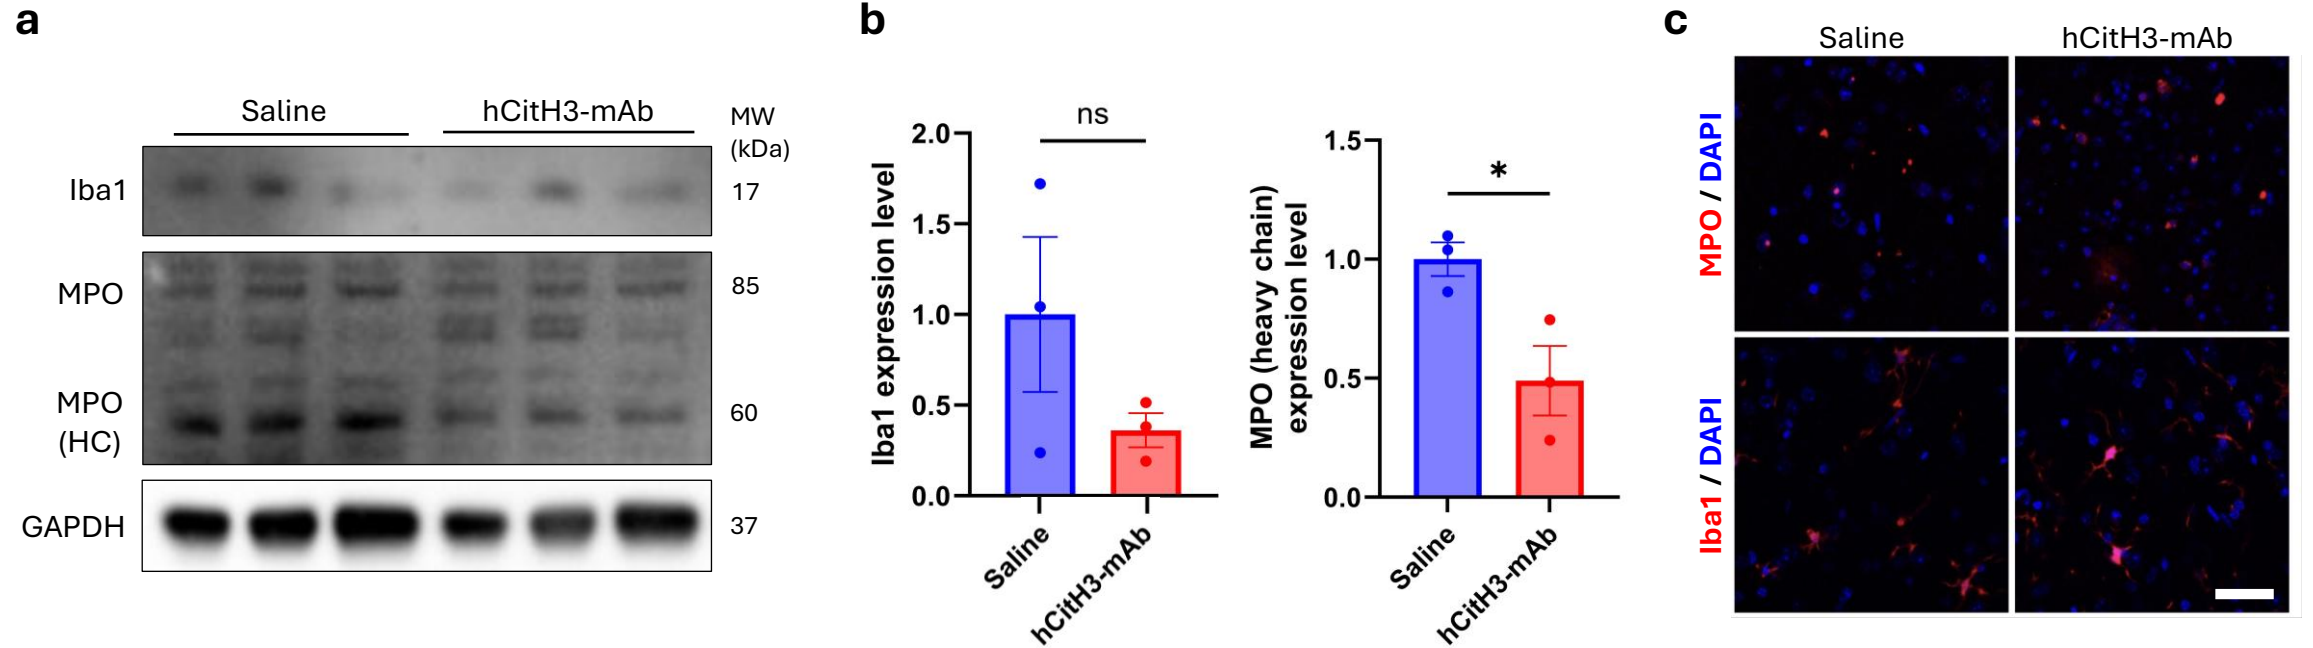 a
Saline
hCitH3-mAb
MW
(kDa)
Iba1
17
MPO
85
MPO
(HC)
60
GAPDH
37
b
ns
Iba1 expression level
2.0
1.5
1.0
0.5
0.0
Saline
hCitH3-mAb
*
MPO (heavy chain)
expression level
1.5
1.0
0.5
0.0
Saline
hCitH3-mAb
c
Saline
hCitH3-mAb
MPO / DAPI
Iba1 / DAPI